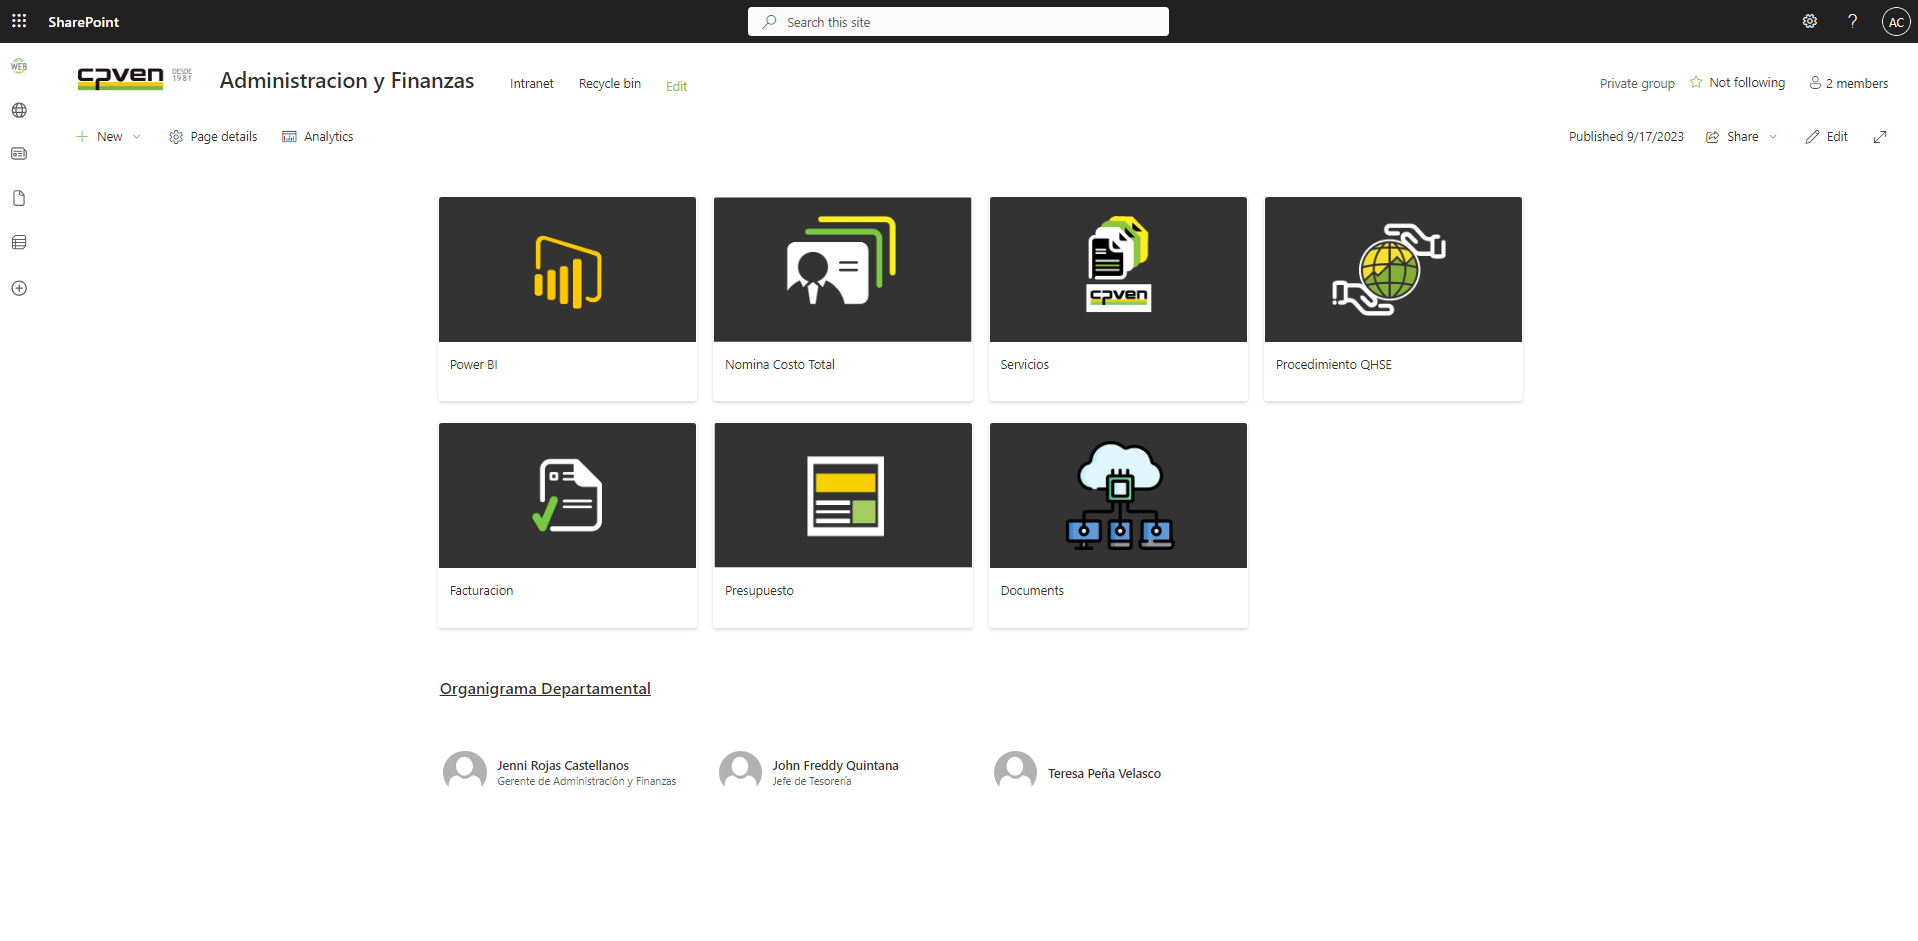 SharePoint
Search this site
AC
WEB
cpven DESDE 1981
Administracion y Finanzas
Intranet
Recycle bin
Edit
Private group
Not following
2 members
New
Page details
Analytics
Published 9/17/2023
Share
Edit
cpven
Power BI
Nomina Costo Total
Servicios
Procedimiento QHSE
Facturacion
Presupuesto
Documents
Organigrama Departamental
Jenni Rojas Castellanos
Gerente de Administración y Finanzas
John Freddy Quintana
Jefe de Tesorería
Teresa Peña Velasco